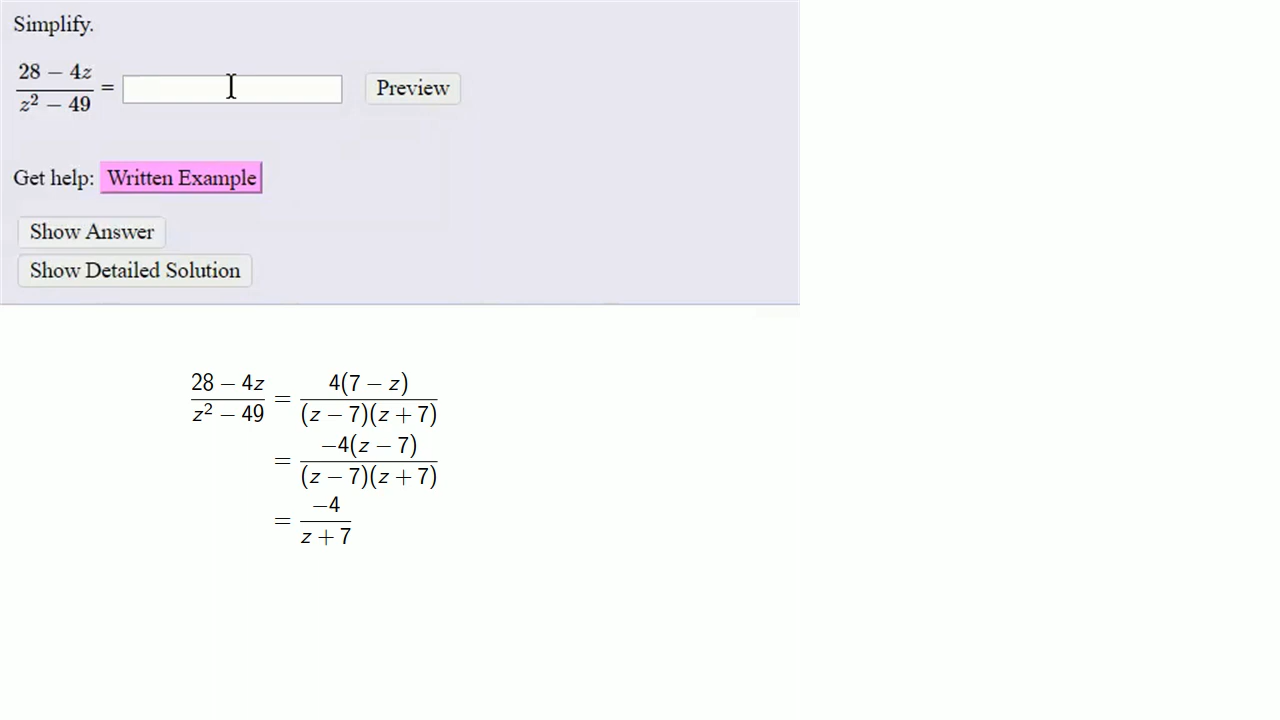 Simplify.
28 − 4z / z² − 49 = Preview
Get help: Written Example
Show Answer
Show Detailed Solution
28 − 4z / z² − 49 = 4(7 − z) / (z − 7)(z + 7)
= −4(z − 7) / (z − 7)(z + 7)
= −4 / z + 7